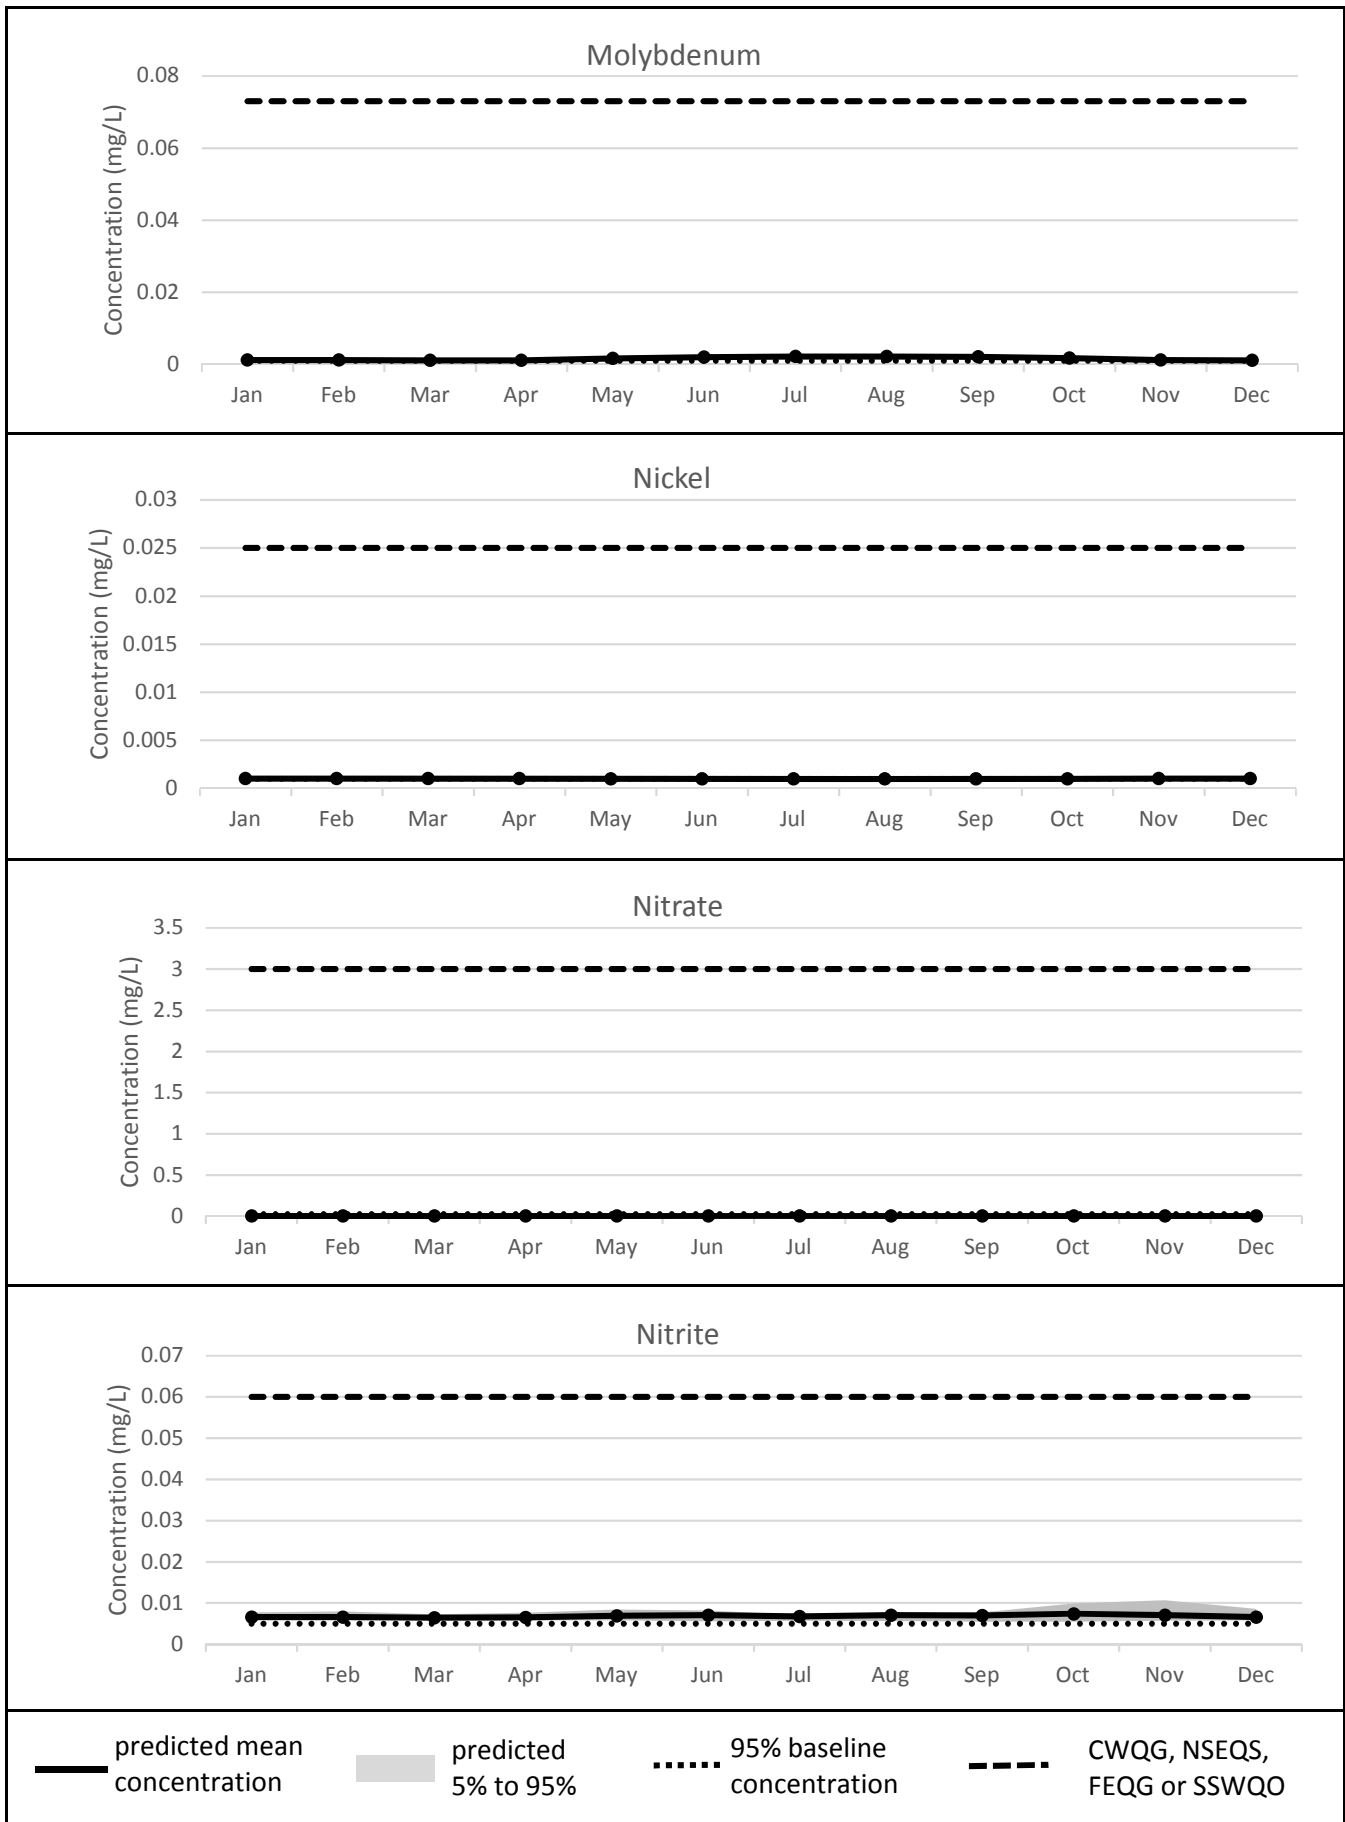 Molybdenum
Concentration (mg/L)
0.08
0.06
0.04
0.02
0
Jan Feb Mar Apr May Jun Jul Aug Sep Oct Nov Dec
Nickel
Concentration (mg/L)
0.03
0.025
0.02
0.015
0.01
0.005
0
Jan Feb Mar Apr May Jun Jul Aug Sep Oct Nov Dec
Nitrate
Concentration (mg/L)
3.5
3
2.5
2
1.5
1
0.5
0
Jan Feb Mar Apr May Jun Jul Aug Sep Oct Nov Dec
Nitrite
Concentration (mg/L)
0.07
0.06
0.05
0.04
0.03
0.02
0.01
0
Jan Feb Mar Apr May Jun Jul Aug Sep Oct Nov Dec
predicted mean
concentration
predicted
5% to 95%
95% baseline
concentration
CWQG, NSEQS,
FEQG or SSWQO